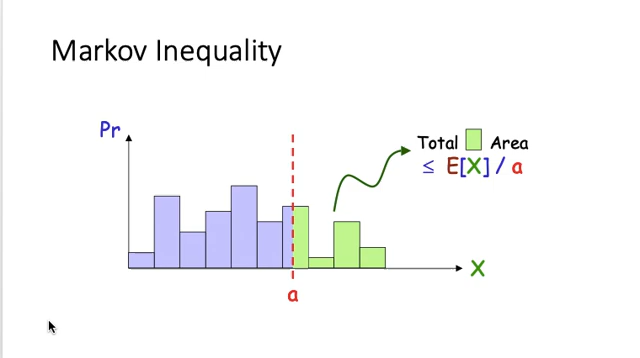 Markov Inequality
Pr
Total Area
≤ E[X] / a
X
a